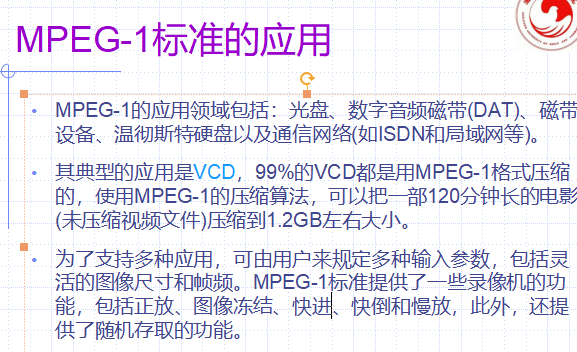 MPEG-1标准的应用
MPEG-1的应用领域包括：光盘、数字音频磁带(DAT)、磁带
设备、温彻斯特硬盘以及通信网络(如ISDN和局域网等)。
其典型的应用是VCD，99%的VCD都是用MPEG-1格式压缩
的，使用MPEG-1的压缩算法，可以把一部120分钟长的电影
(未压缩视频文件)压缩到1.2GB左右大小。
为了支持多种应用，可由用户来规定多种输入参数，包括灵
活的图像尺寸和帧频。MPEG-1标准提供了一些录像机的功
能，包括正放、图像冻结、快进、快倒和慢放，此外，还提
供了随机存取的功能。